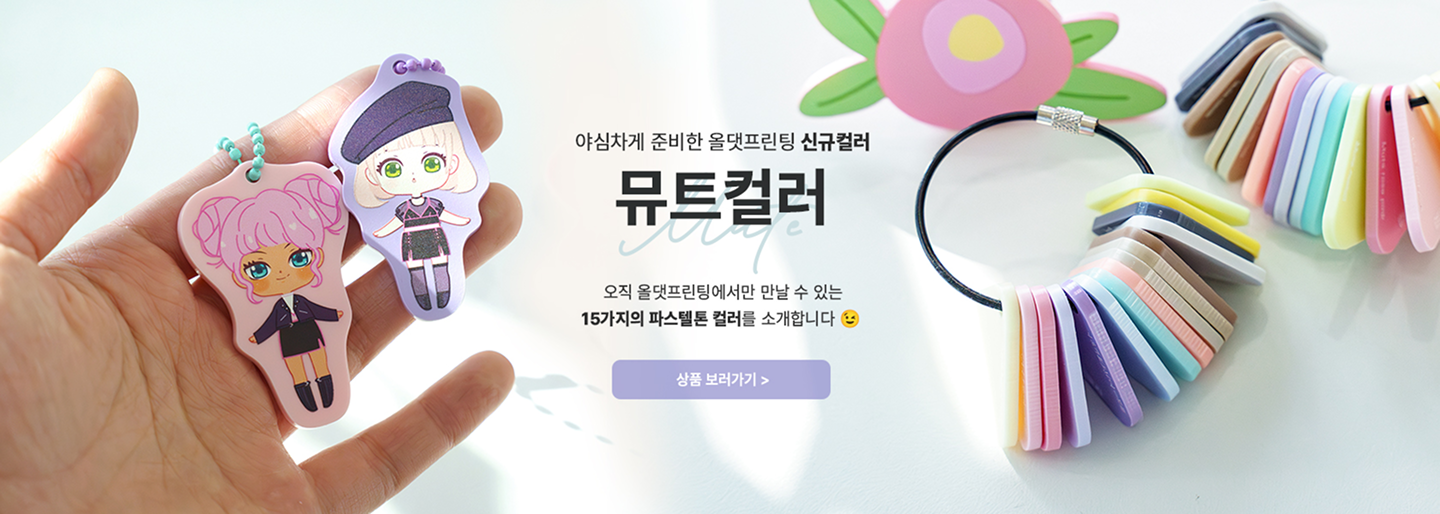 야심차게 준비한 올댓프린팅 신규컬러
뮤트컬러
Mute
오직 올댓프린팅에서만 만날 수 있는
15가지의 파스텔톤 컬러를 소개합니다 😉
상품 보러가기 >